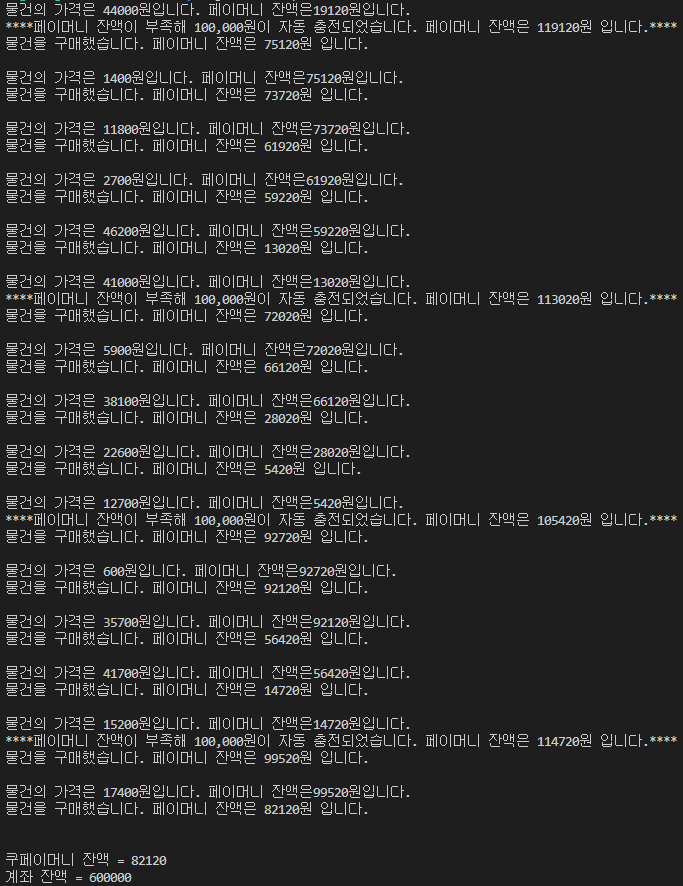 물건의 가격은 44000원입니다. 페이머니 잔액은19120원입니다.
****페이머니 잔액이 부족해 100,000원이 자동 충전되었습니다. 페이머니 잔액은 119120원 입니다.****
물건을 구매했습니다. 페이머니 잔액은 75120원 입니다.
물건의 가격은 1400원입니다. 페이머니 잔액은75120원입니다.
물건을 구매했습니다. 페이머니 잔액은 73720원 입니다.
물건의 가격은 11800원입니다. 페이머니 잔액은73720원입니다.
물건을 구매했습니다. 페이머니 잔액은 61920원 입니다.
물건의 가격은 2700원입니다. 페이머니 잔액은61920원입니다.
물건을 구매했습니다. 페이머니 잔액은 59220원 입니다.
물건의 가격은 46200원입니다. 페이머니 잔액은59220원입니다.
물건을 구매했습니다. 페이머니 잔액은 13020원 입니다.
물건의 가격은 41000원입니다. 페이머니 잔액은13020원입니다.
****페이머니 잔액이 부족해 100,000원이 자동 충전되었습니다. 페이머니 잔액은 113020원 입니다.****
물건을 구매했습니다. 페이머니 잔액은 72020원 입니다.
물건의 가격은 5900원입니다. 페이머니 잔액은72020원입니다.
물건을 구매했습니다. 페이머니 잔액은 66120원 입니다.
물건의 가격은 38100원입니다. 페이머니 잔액은66120원입니다.
물건을 구매했습니다. 페이머니 잔액은 28020원 입니다.
물건의 가격은 22600원입니다. 페이머니 잔액은28020원입니다.
물건을 구매했습니다. 페이머니 잔액은 5420원 입니다.
물건의 가격은 12700원입니다. 페이머니 잔액은5420원입니다.
****페이머니 잔액이 부족해 100,000원이 자동 충전되었습니다. 페이머니 잔액은 105420원 입니다.****
물건을 구매했습니다. 페이머니 잔액은 92720원 입니다.
물건의 가격은 600원입니다. 페이머니 잔액은92720원입니다.
물건을 구매했습니다. 페이머니 잔액은 92120원 입니다.
물건의 가격은 35700원입니다. 페이머니 잔액은92120원입니다.
물건을 구매했습니다. 페이머니 잔액은 56420원 입니다.
물건의 가격은 41700원입니다. 페이머니 잔액은56420원입니다.
물건을 구매했습니다. 페이머니 잔액은 14720원 입니다.
물건의 가격은 15200원입니다. 페이머니 잔액은14720원입니다.
****페이머니 잔액이 부족해 100,000원이 자동 충전되었습니다. 페이머니 잔액은 114720원 입니다.****
물건을 구매했습니다. 페이머니 잔액은 99520원 입니다.
물건의 가격은 17400원입니다. 페이머니 잔액은99520원입니다.
물건을 구매했습니다. 페이머니 잔액은 82120원 입니다.
쿠페이머니 잔액 = 82120
계좌 잔액 = 600000